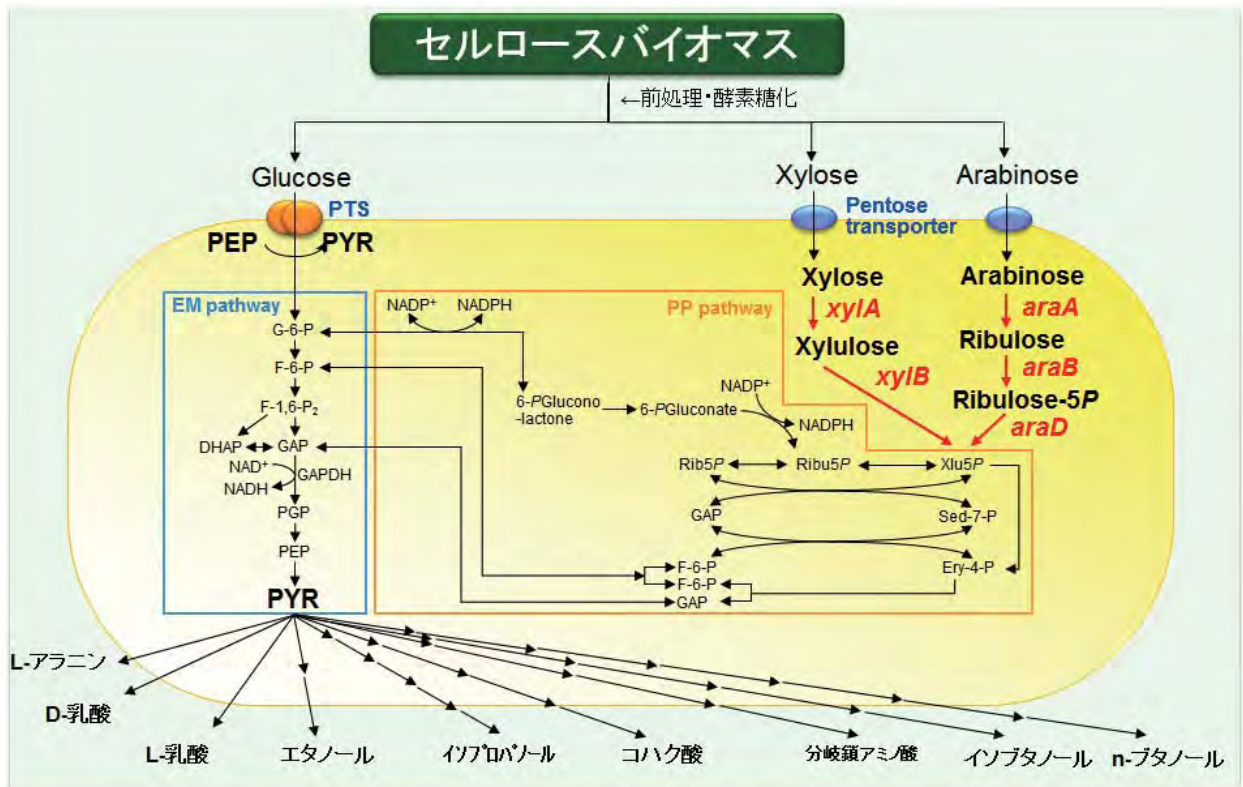 セルロースバイオマス
←前処理・酵素糖化
Glucose
Xylose
Arabinose
PTS
Pentose
transporter
PEP
PYR
Xylose
Arabinose
xylA
araA
Xylulose
Ribulose
xylB
araB
Ribulose-5P
araD
EM pathway
PP pathway
NADP+
NADPH
G-6-P
F-6-P
F-1,6-P2
DHAP
GAP
NAD+
GAPDH
NADH
PGP
PEP
PYR
6-PGlucono
-lactone
6-PGluconate
NADP+
NADPH
Rib5P
Ribu5P
Xlu5P
GAP
Sed-7-P
F-6-P
F-6-P
GAP
Ery-4-P
L-アラニン
D-乳酸
L-乳酸
エタノール
イソプロパノール
コハク酸
分岐鎖アミノ酸
イソブタノール
n-ブタノール